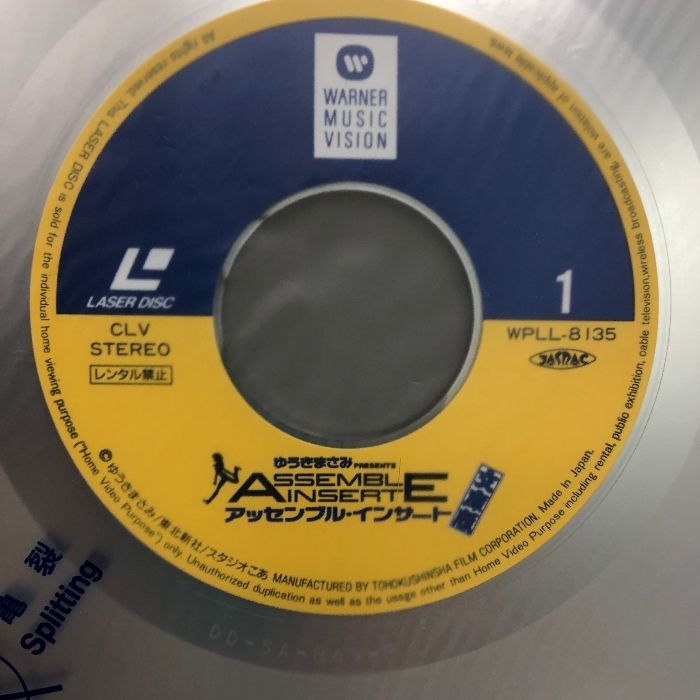 WARNER
MUSIC
VISION
LASER DISC
1
CLV
STEREO
レンタル禁止
WPLL-8135
JASRAC
ゆうきまさみ PRESENTS
ASSEMBLE
INSERT
アッセンブル・インサート
©ゆうきまさみ/東北新社/スタジオこあ MANUFACTURED BY TOHOKUSHINSHA FILM CORPORATION. Made In Japan.
All rights reserved. This LASER DISC is sold for the individual home viewing purpose ("Home Video Purpose") only. Unauthorized duplication as well as the usage other than Home Video Purpose including rental, public exhibition, cable television, wireless broadcasting, are violation of applicable laws.
亀裂
Splitting